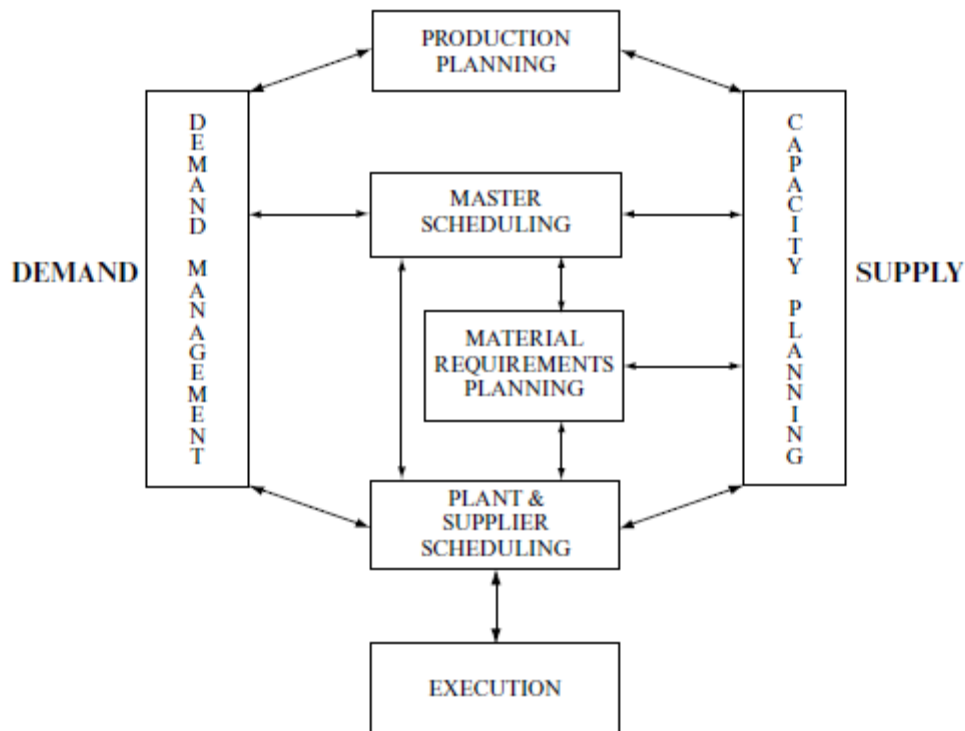 PRODUCTION
PLANNING
DEMAND MANAGEMENT
CAPACITY PLANNING
MASTER
SCHEDULING
DEMAND
SUPPLY
MATERIAL
REQUIREMENTS
PLANNING
PLANT &
SUPPLIER
SCHEDULING
EXECUTION